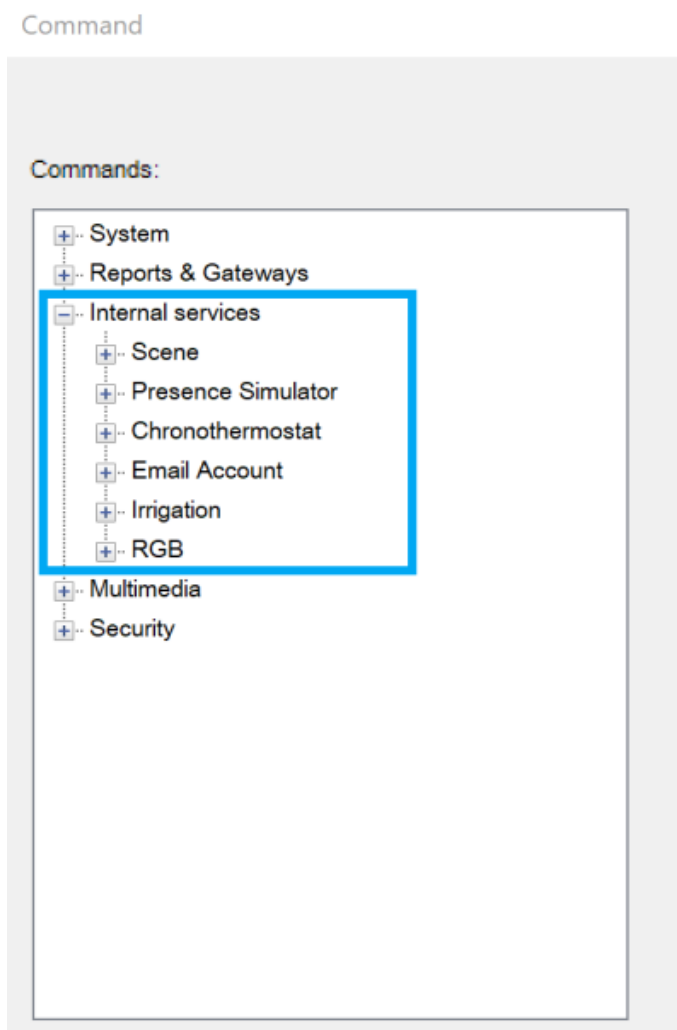 Command
Commands:
System
Reports & Gateways
Internal services
Scene
Presence Simulator
Chronothermostat
Email Account
Irrigation
RGB
Multimedia
Security